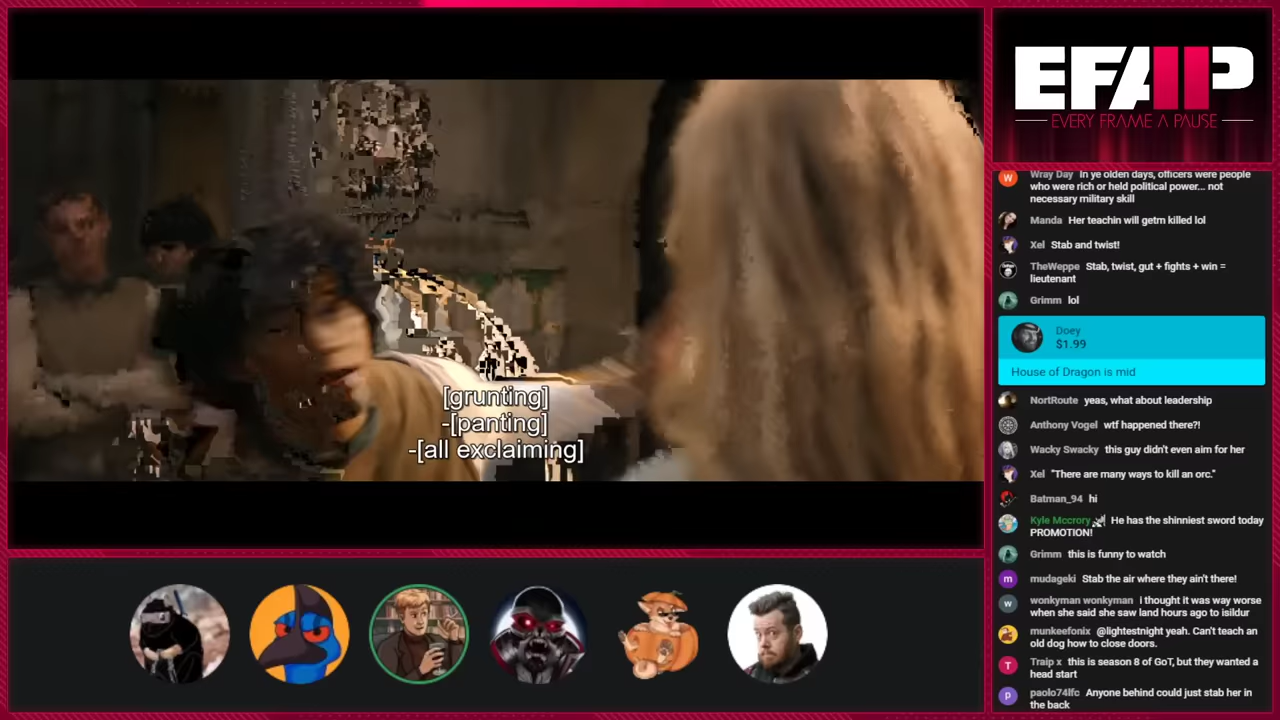 [grunting]
-[panting]
-[all exclaiming]
EFAP
EVERY FRAME A PAUSE
Wray Day In ye olden days, officers were people
who were rich or held political power... not
necessary military skill
Manda Her teachin will getm killed lol
Xel Stab and twist!
TheWeppe Stab, twist, gut + fights + win =
lieutenant
Grimm lol
Doey
$1.99
House of Dragon is mid
NortRoute yeas, what about leadership
Anthony Vogel wtf happened there?!
Wacky Swacky this guy didn't even aim for her
Xel "There are many ways to kill an orc."
Batman_94 hi
Kyle Mccrory He has the shinniest sword today
PROMOTION!
Grimm this is funny to watch
m
mudageki Stab the air where they ain't there!
w
wonkyman wonkyman i thought it was way worse
when she said she saw land hours ago to isildur
munkeefonix @lightestnight yeah. Can't teach an
old dog how to close doors.
T
Traip x this is season 8 of GoT, but they wanted a
head start
p
paolo74lfc Anyone behind could just stab her in
the back